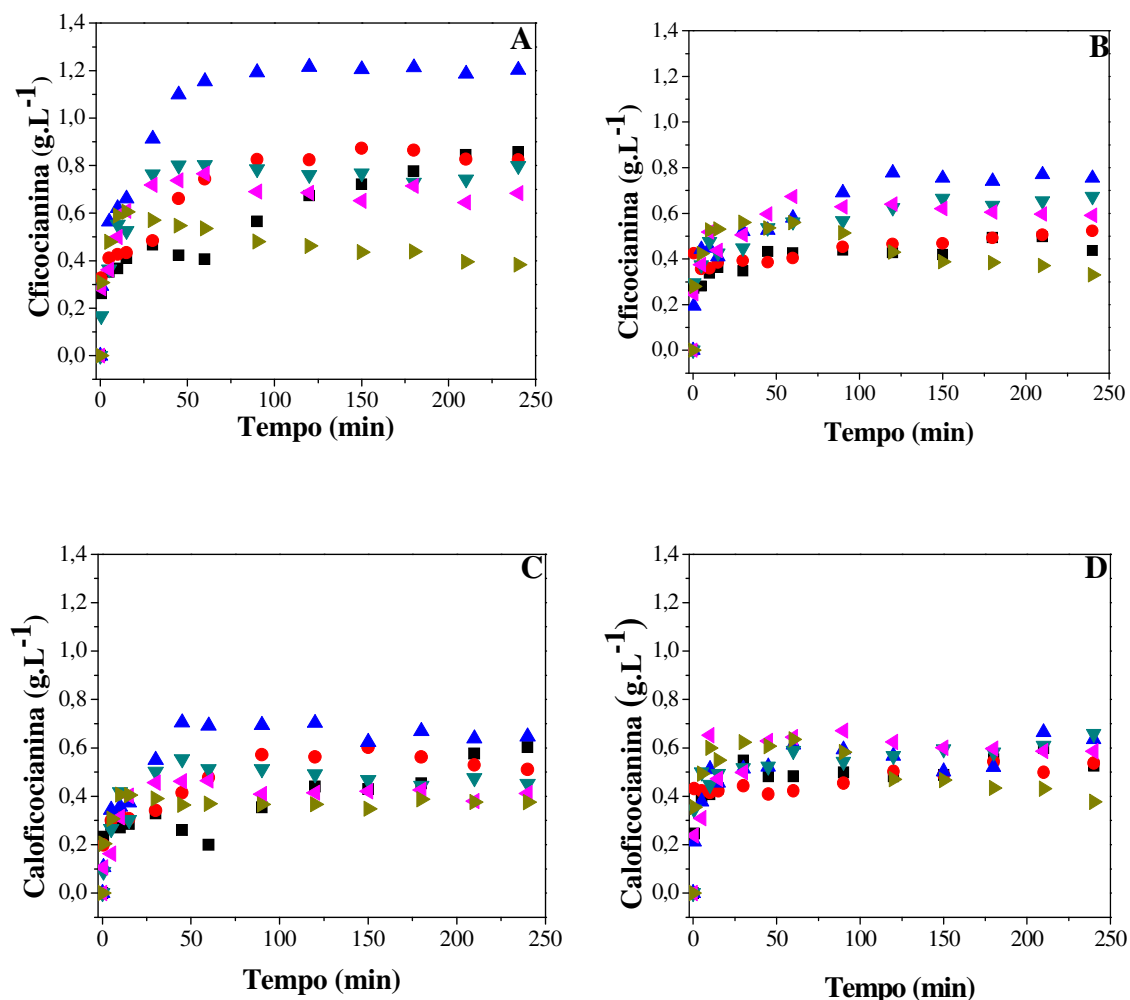 A
1,4
1,2
1,0
0,8
0,6
0,4
0,2
0,0
Cficocianina (g.L-1)
0 50 100 150 200 250
Tempo (min)
B
1,4
1,2
1,0
0,8
0,6
0,4
0,2
0,0
Cficocianina (g.L-1)
0 50 100 150 200 250
Tempo (min)
C
1,4
1,2
1,0
0,8
0,6
0,4
0,2
0,0
Caloficocianina (g.L-1)
0 50 100 150 200 250
Tempo (min)
D
1,4
1,2
1,0
0,8
0,6
0,4
0,2
0,0
Caloficocianina (g.L-1)
0 50 100 150 200 250
Tempo (min)